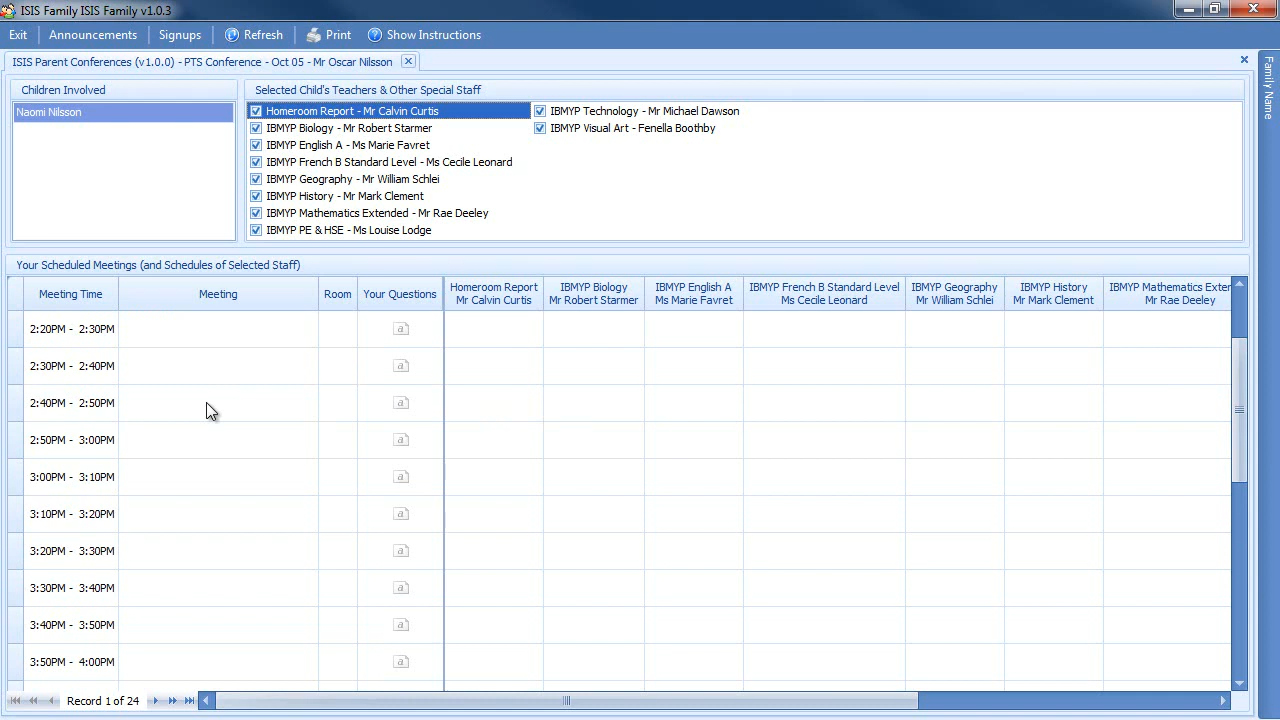 ISIS Family ISIS Family v1.0.3
Exit Announcements Signups Refresh Print Show Instructions
ISIS Parent Conferences (v1.0.0) - PTS Conference - Oct 05 - Mr Oscar Nilsson
Family Name
Children Involved
Naomi Nilsson
Selected Child's Teachers & Other Special Staff
Homeroom Report - Mr Calvin Curtis
IBMYP Biology - Mr Robert Starmer
IBMYP English A - Ms Marie Favret
IBMYP French B Standard Level - Ms Cecile Leonard
IBMYP Geography - Mr William Schlei
IBMYP History - Mr Mark Clement
IBMYP Mathematics Extended - Mr Rae Deeley
IBMYP PE & HSE - Ms Louise Lodge
IBMYP Technology - Mr Michael Dawson
IBMYP Visual Art - Fenella Boothby
Your Scheduled Meetings (and Schedules of Selected Staff)
Meeting Time
Meeting
Room
Your Questions
Homeroom Report
Mr Calvin Curtis
IBMYP Biology
Mr Robert Starmer
IBMYP English A
Ms Marie Favret
IBMYP French B Standard Level
Ms Cecile Leonard
IBMYP Geography
Mr William Schlei
IBMYP History
Mr Mark Clement
IBMYP Mathematics Exter
Mr Rae Deeley
2:20PM - 2:30PM a
2:30PM - 2:40PM a
2:40PM - 2:50PM a
2:50PM - 3:00PM a
3:00PM - 3:10PM a
3:10PM - 3:20PM a
3:20PM - 3:30PM a
3:30PM - 3:40PM a
3:40PM - 3:50PM a
3:50PM - 4:00PM a
Record 1 of 24